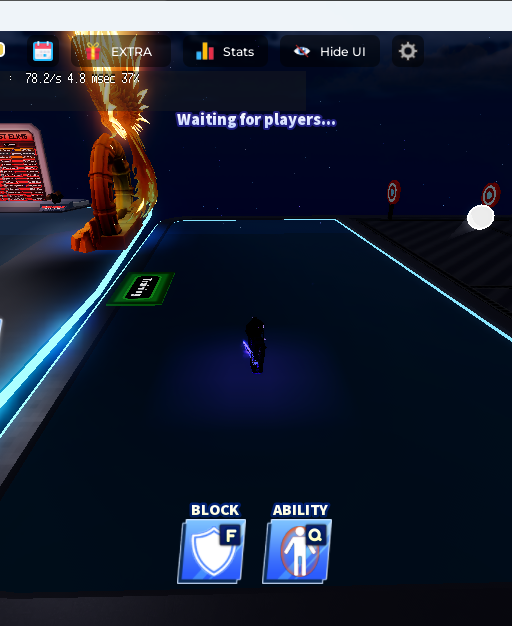 EXTRA
Stats
Hide UI
: 78.2/s 4.8 msec 37%
Waiting for players...
BLOCK
ABILITY
F
Q